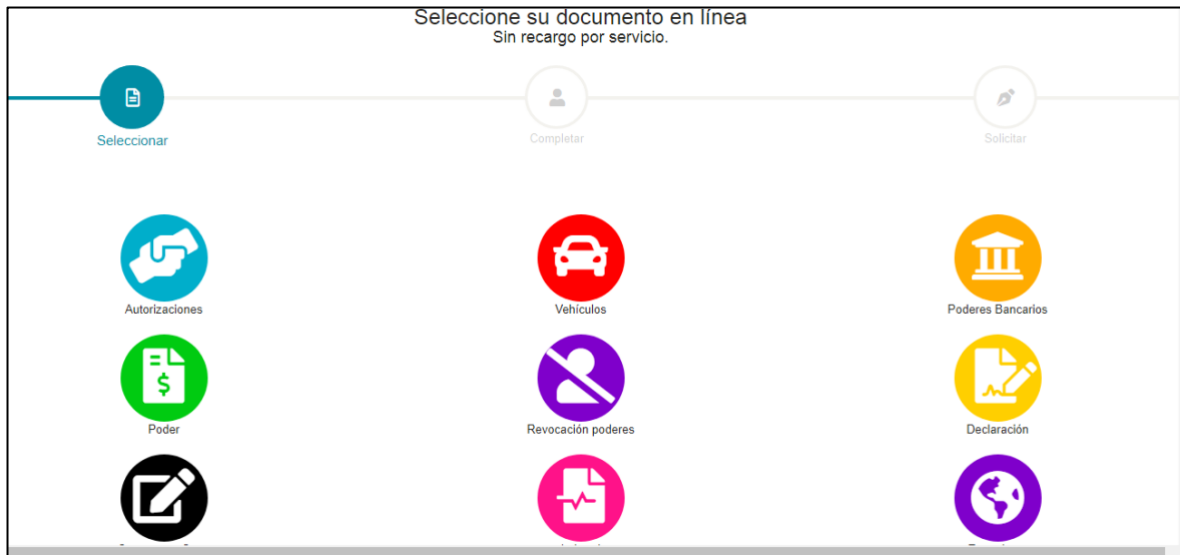 Seleccione su documento en línea
Sin recargo por servicio.
Seleccionar
Completar
Solicitar
Autorizaciones
Vehículos
Poderes Bancarios
Poder
Revocación poderes
Declaración